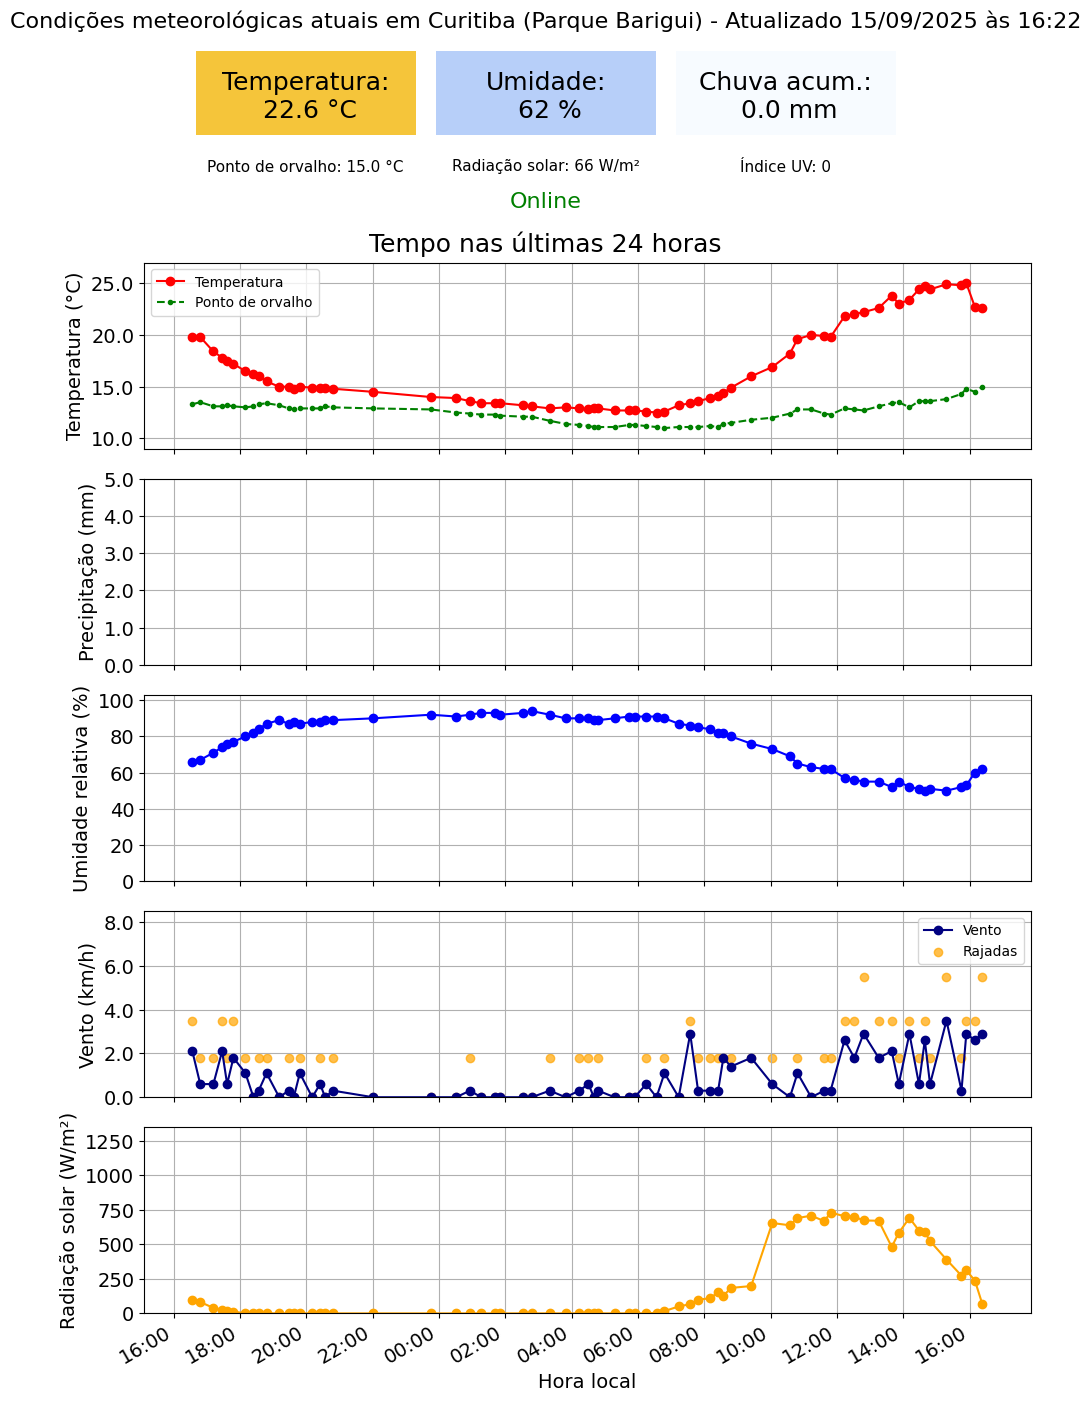 Condições meteorológicas atuais em Curitiba (Parque Barigui) - Atualizado 15/09/2025 às 16:22
Temperatura:
22.6 °C
Umidade:
62 %
Chuva acum.:
0.0 mm
Ponto de orvalho: 15.0 °C
Radiação solar: 66 W/m²
Índice UV: 0
Online
Tempo nas últimas 24 horas
Temperatura (°C)
25.0
20.0
15.0
10.0
Temperatura
Ponto de orvalho
Precipitação (mm)
5.0
4.0
3.0
2.0
1.0
0.0
Umidade relativa (%)
100
80
60
40
20
0
Vento (km/h)
8.0
6.0
4.0
2.0
0.0
Vento
Rajadas
Radiação solar (W/m²)
1250
1000
750
500
250
0
16:00
18:00
20:00
22:00
00:00
02:00
04:00
06:00
08:00
10:00
12:00
14:00
16:00
Hora local